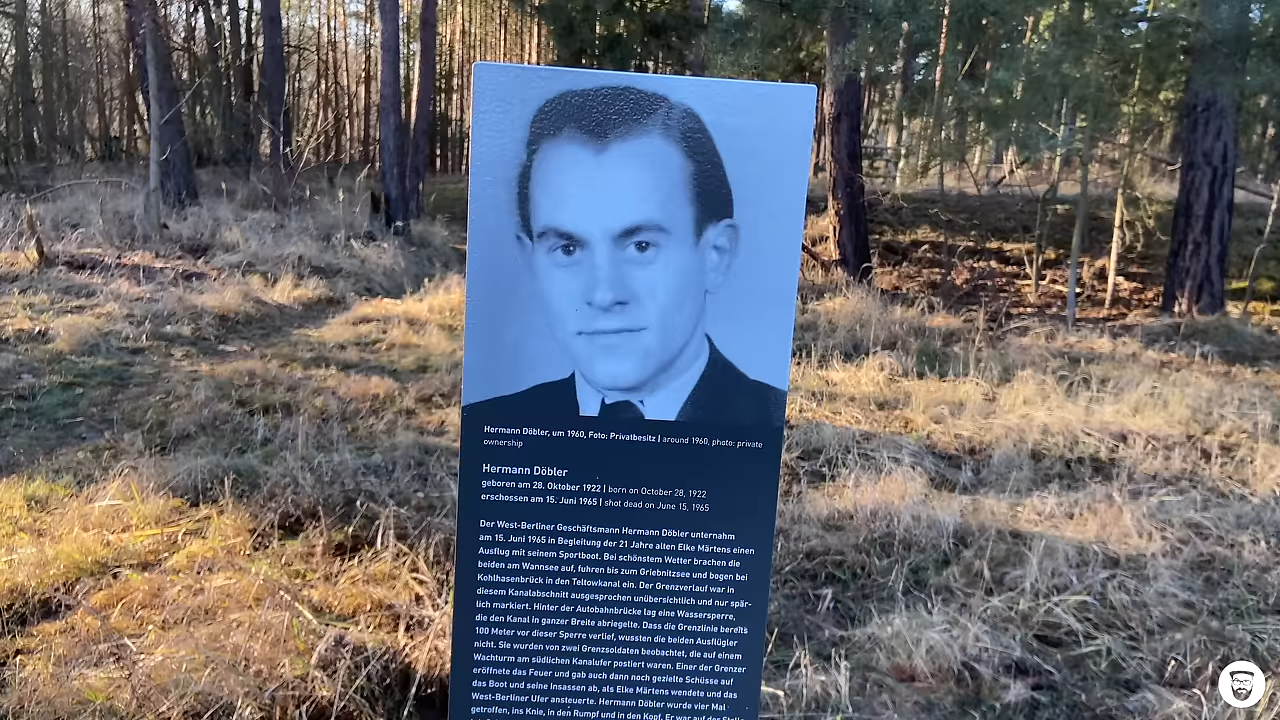 Hermann Döbler, um 1960, Foto: Privatbesitz | around 1960, photo: private
ownership
Hermann Döbler
geboren am 28. Oktober 1922 | born on October 28, 1922
erschossen am 15. Juni 1965 | shot dead on June 15, 1965
Der West-Berliner Geschäftsmann Hermann Döbler unternahm
am 15. Juni 1965 in Begleitung der 21 Jahre alten Elke Märtens einen
Ausflug mit seinem Sportboot. Bei schönstem Wetter brachen die
beiden am Wannsee auf, fuhren bis zum Griebnitzsee und bogen bei
Kohlhasenbrück in den Teltowkanal ein. Der Grenzverlauf war in
diesem Kanalabschnitt ausgesprochen unübersichtlich und nur spär-
lich markiert. Hinter der Autobahnbrücke lag eine Wassersperre,
die den Kanal in ganzer Breite abriegelte. Dass die Grenzlinie bereits
100 Meter vor dieser Sperre verlief, wussten die beiden Ausflügler
nicht. Sie wurden von zwei Grenzsoldaten beobachtet, die auf einem
Wachturm am südlichen Kanalufer postiert waren. Einer der Grenzer
eröffnete das Feuer und gab auch dann noch gezielte Schüsse auf
das Boot und seine Insassen ab, als Elke Märtens wendete und das
West-Berliner Ufer ansteuerte. Hermann Döbler wurde vier Mal
getroffen, ins Knie, in den Rumpf und in den Kopf. Er war auf der Stelle